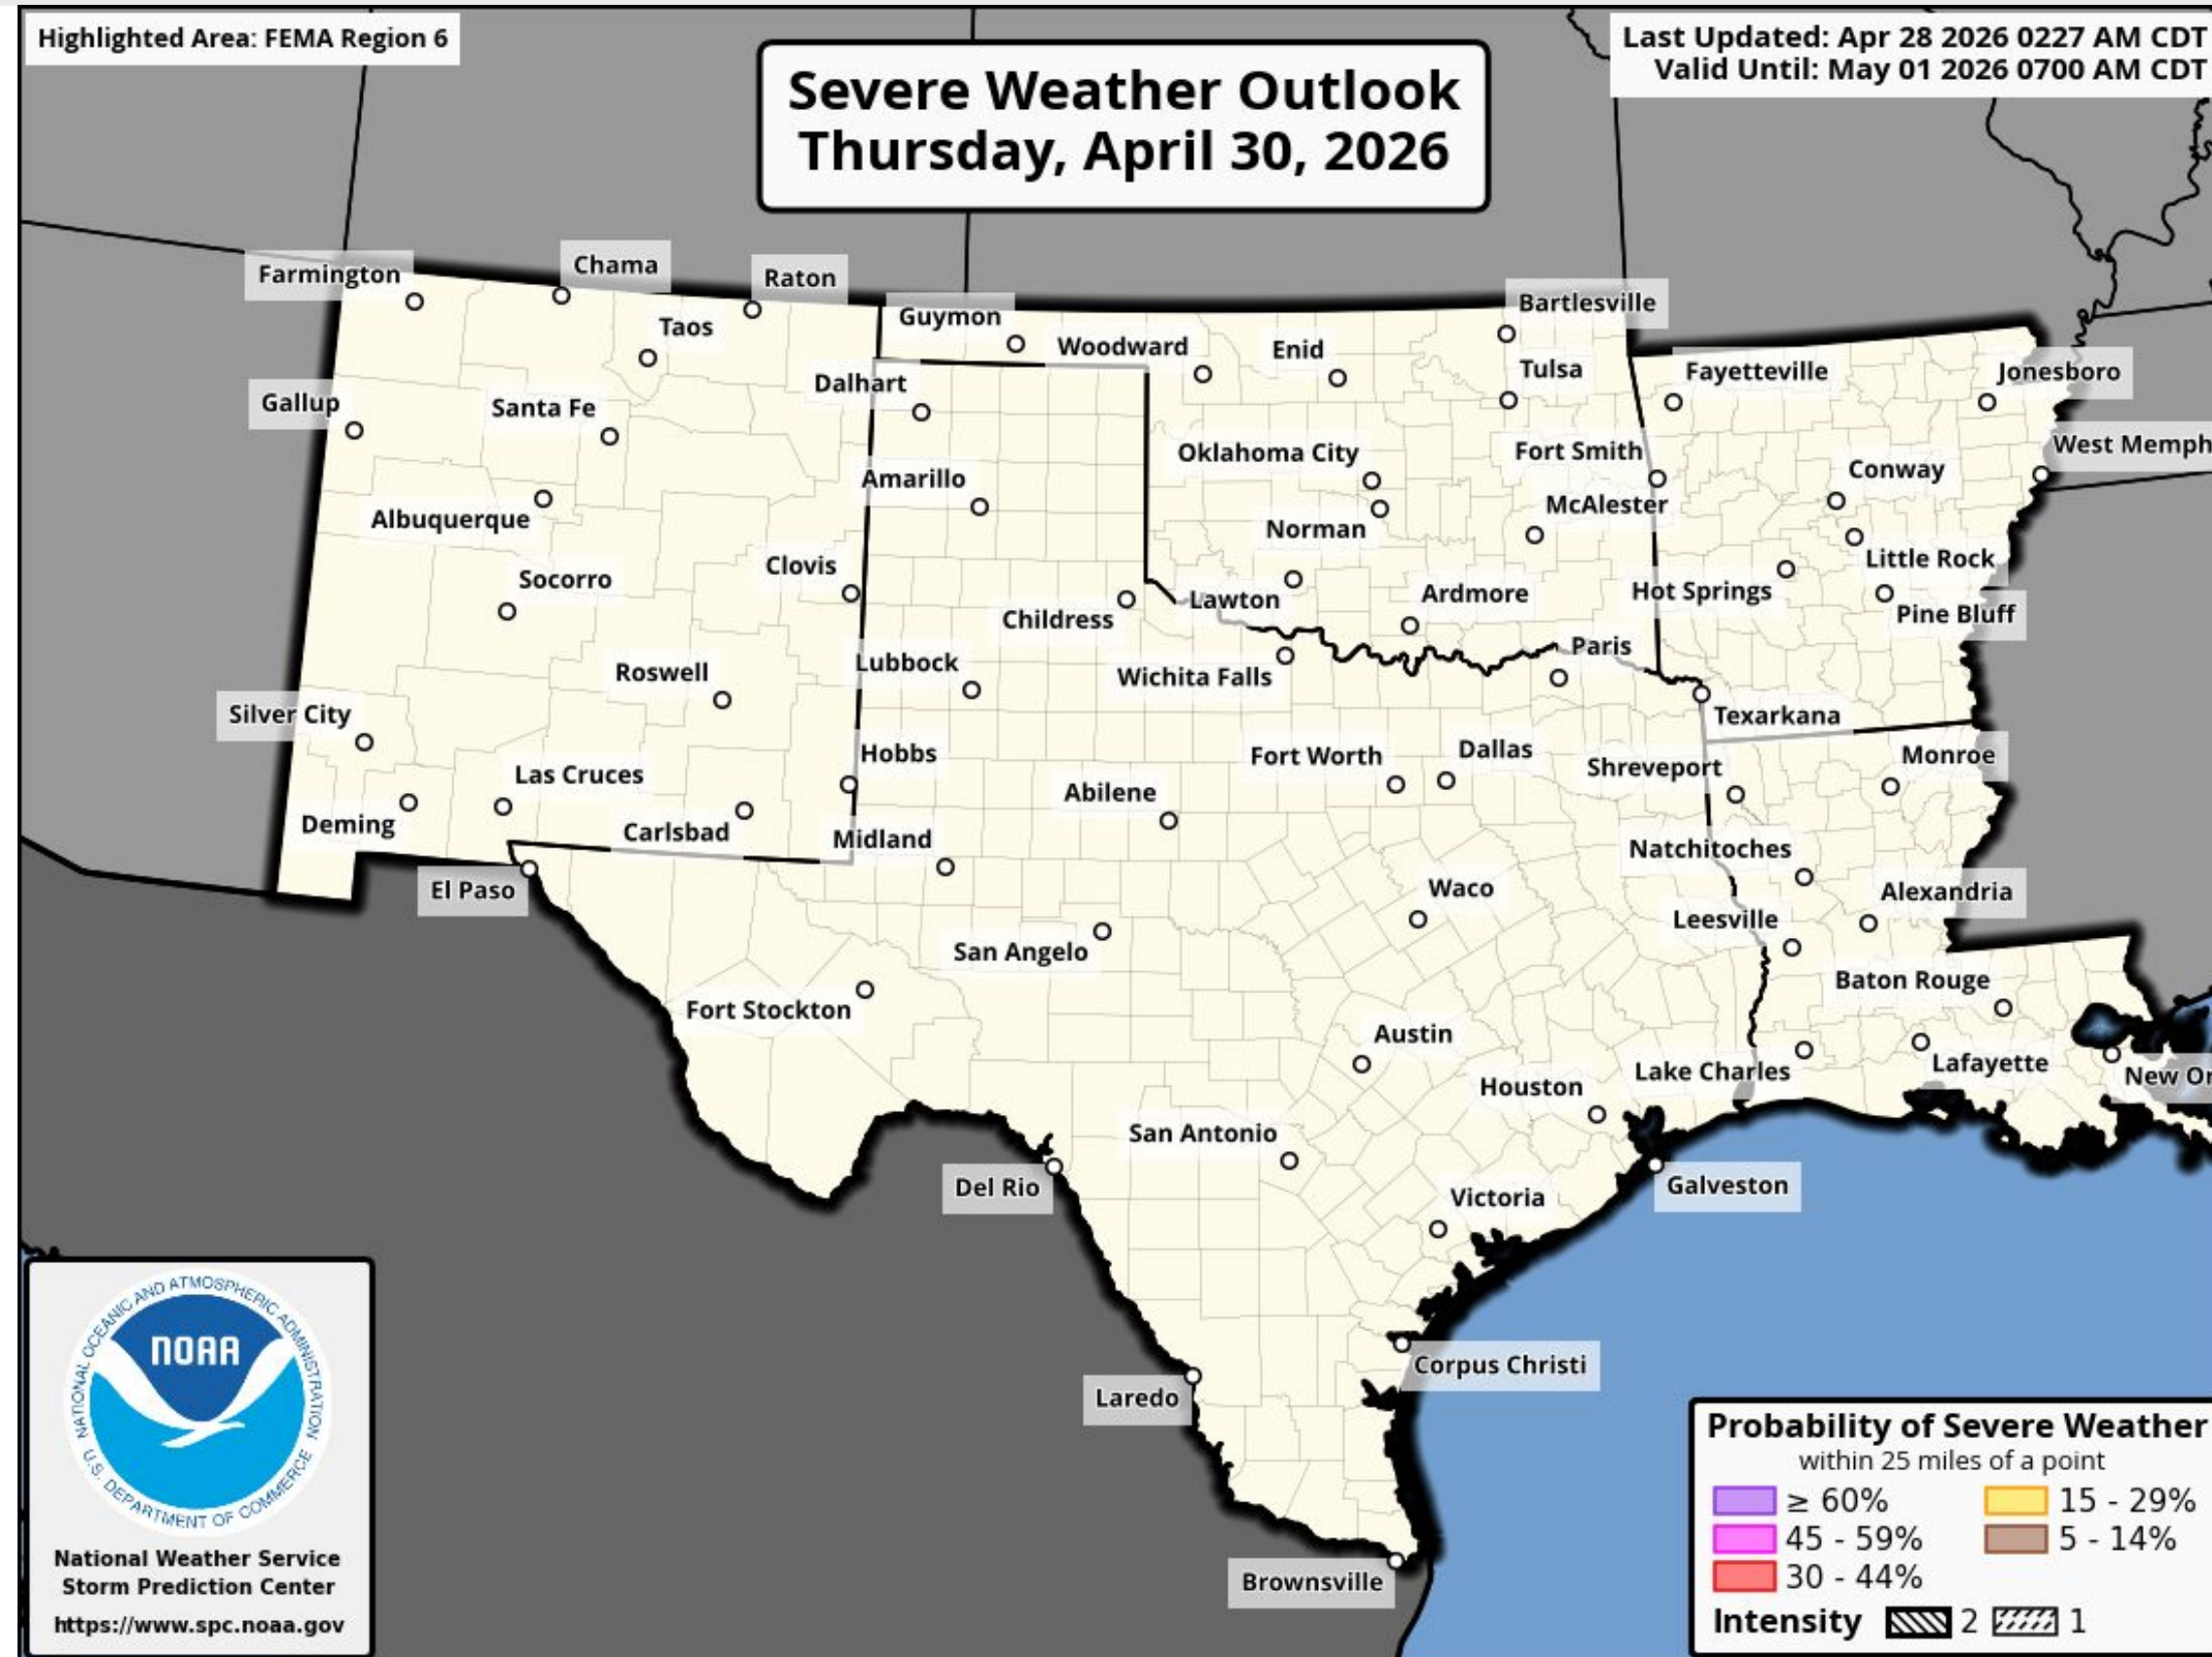 Highlighted Area: FEMA Region 6
Severe Weather Outlook
Thursday, April 30, 2026
Last Updated: Apr 28 2026 0227 AM CDT
Valid Until: May 01 2026 0700 AM CDT
Farmington
Chama
Raton
Taos
Guymon
Woodward
Enid
Bartlesville
Tulsa
Fayetteville
Jonesboro
Gallup
Santa Fe
Dalhart
Oklahoma City
Fort Smith
Conway
West Memph
Albuquerque
Amarillo
Norman
McAlester
Little Rock
Socorro
Clovis
Childress
Lawton
Ardmore
Hot Springs
Pine Bluff
Roswell
Lubbock
Wichita Falls
Paris
Texarkana
Silver City
Las Cruces
Hobbs
Abilene
Fort Worth
Dallas
Shreveport
Monroe
Deming
Carlsbad
Midland
Natchitoches
El Paso
Waco
Alexandria
San Angelo
Leesville
Fort Stockton
Baton Rouge
Austin
Houston
Lake Charles
Lafayette
New Or
San Antonio
Del Rio
Victoria
Galveston
Laredo
Corpus Christi
Brownsville
NATIONAL OCEANIC AND ATMOSPHERIC ADMINISTRATION
NOAA
U.S. DEPARTMENT OF COMMERCE
National Weather Service
Storm Prediction Center
https://www.spc.noaa.gov
Probability of Severe Weather
within 25 miles of a point
≥ 60%
15 - 29%
45 - 59%
5 - 14%
30 - 44%
Intensity 2 1